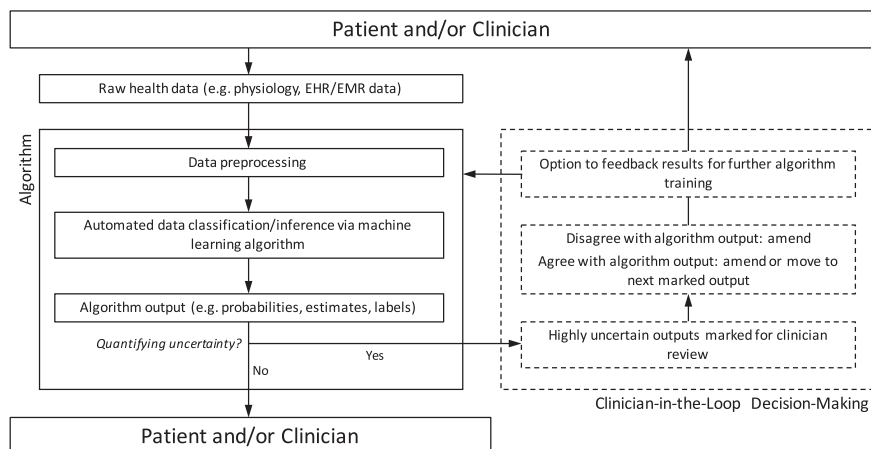 Patient and/or Clinician
Raw health data (e.g. physiology, EHR/EMR data)
Algorithm
Data preprocessing
Automated data classification/inference via machine
learning algorithm
Algorithm output (e.g. probabilities, estimates, labels)
Quantifying uncertainty?
Yes
No
Patient and/or Clinician
Option to feedback results for further algorithm
training
Disagree with algorithm output: amend
Agree with algorithm output: amend or move to
next marked output
Highly uncertain outputs marked for clinician
review
Clinician-in-the-Loop Decision-Making